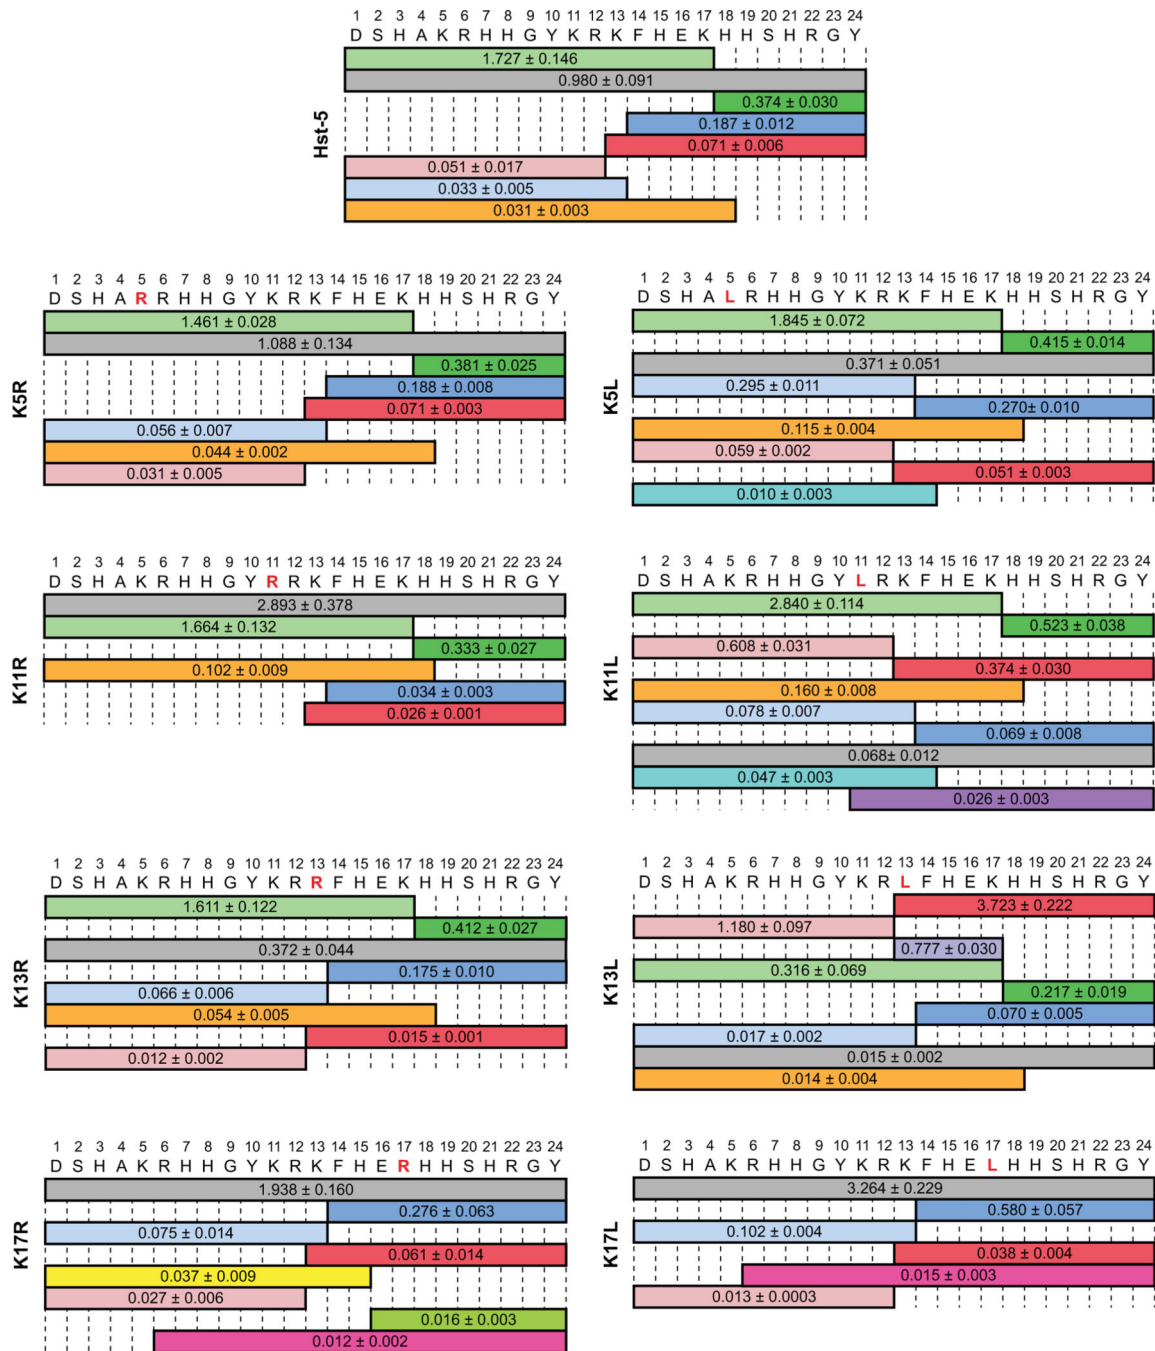 1 2 3 4 5 6 7 8 9 10 11 12 13 14 15 16 17 18 19 20 21 22 23 24
D S H A K R H H G Y K R K F H E K H H S H R G Y
Hst-5
1.727 ± 0.146
0.980 ± 0.091
0.374 ± 0.030
0.187 ± 0.012
0.071 ± 0.006
0.051 ± 0.017
0.033 ± 0.005
0.031 ± 0.003
1 2 3 4 5 6 7 8 9 10 11 12 13 14 15 16 17 18 19 20 21 22 23 24
D S H A R R H H G Y K R K F H E K H H S H R G Y
K5R
1.461 ± 0.028
1.088 ± 0.134
0.381 ± 0.025
0.188 ± 0.008
0.071 ± 0.003
0.056 ± 0.007
0.044 ± 0.002
0.031 ± 0.005
1 2 3 4 5 6 7 8 9 10 11 12 13 14 15 16 17 18 19 20 21 22 23 24
D S H A L R H H G Y K R K F H E K H H S H R G Y
K5L
1.845 ± 0.072
0.415 ± 0.014
0.371 ± 0.051
0.295 ± 0.011
0.270± 0.010
0.115 ± 0.004
0.059 ± 0.002
0.051 ± 0.003
0.010 ± 0.003
1 2 3 4 5 6 7 8 9 10 11 12 13 14 15 16 17 18 19 20 21 22 23 24
D S H A K R H H G Y R R K F H E K H H S H R G Y
K11R
2.893 ± 0.378
1.664 ± 0.132
0.333 ± 0.027
0.102 ± 0.009
0.034 ± 0.003
0.026 ± 0.001
1 2 3 4 5 6 7 8 9 10 11 12 13 14 15 16 17 18 19 20 21 22 23 24
D S H A K R H H G Y L R K F H E K H H S H R G Y
K11L
2.840 ± 0.114
0.523 ± 0.038
0.608 ± 0.031
0.374 ± 0.030
0.160 ± 0.008
0.078 ± 0.007
0.069 ± 0.008
0.068± 0.012
0.047 ± 0.003
0.026 ± 0.003
1 2 3 4 5 6 7 8 9 10 11 12 13 14 15 16 17 18 19 20 21 22 23 24
D S H A K R H H G Y K R R F H E K H H S H R G Y
K13R
1.611 ± 0.122
0.412 ± 0.027
0.372 ± 0.044
0.175 ± 0.010
0.066 ± 0.006
0.054 ± 0.005
0.015 ± 0.001
0.012 ± 0.002
1 2 3 4 5 6 7 8 9 10 11 12 13 14 15 16 17 18 19 20 21 22 23 24
D S H A K R H H G Y K R L F H E K H H S H R G Y
K13L
3.723 ± 0.222
1.180 ± 0.097
0.777 ± 0.030
0.316 ± 0.069
0.217 ± 0.019
0.070 ± 0.005
0.017 ± 0.002
0.015 ± 0.002
0.014 ± 0.004
1 2 3 4 5 6 7 8 9 10 11 12 13 14 15 16 17 18 19 20 21 22 23 24
D S H A K R H H G Y K R K F H E R H H S H R G Y
K17R
1.938 ± 0.160
0.276 ± 0.063
0.075 ± 0.014
0.061 ± 0.014
0.037 ± 0.009
0.027 ± 0.006
0.016 ± 0.003
0.012 ± 0.002
1 2 3 4 5 6 7 8 9 10 11 12 13 14 15 16 17 18 19 20 21 22 23 24
D S H A K R H H G Y K R K F H E L H H S H R G Y
K17L
3.264 ± 0.229
0.580 ± 0.057
0.102 ± 0.004
0.038 ± 0.004
0.015 ± 0.003
0.013 ± 0.0003